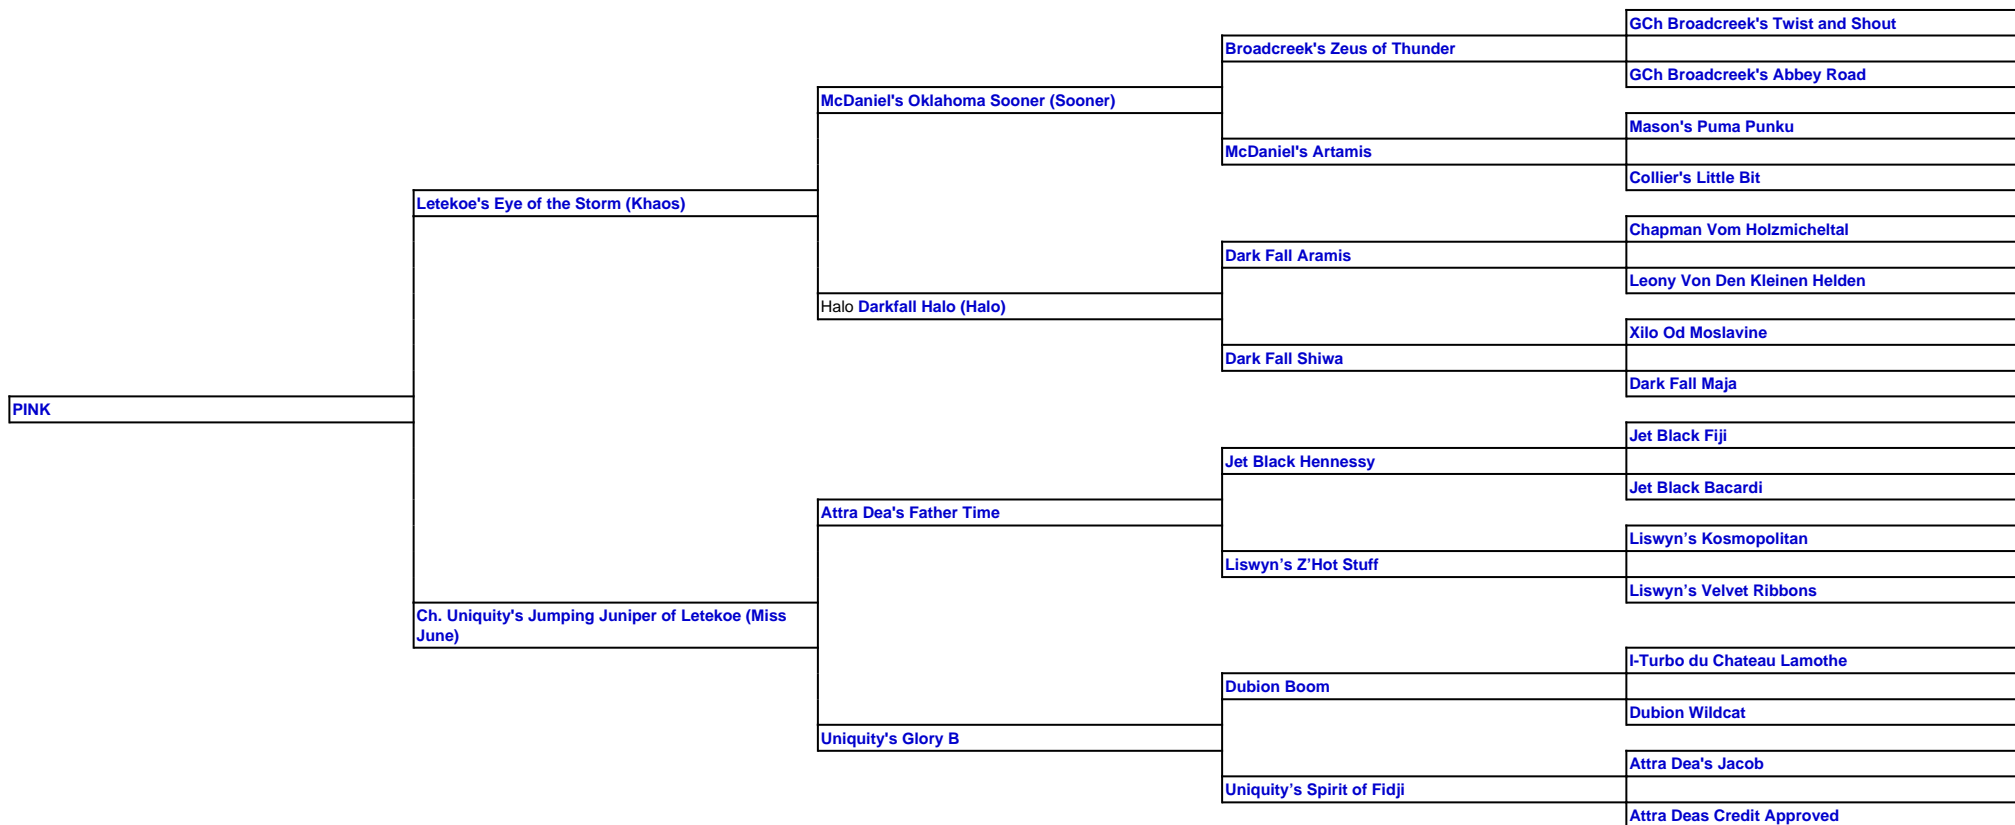 GCh Broadcreek's Twist and Shout
Broadcreek's Zeus of Thunder
GCh Broadcreek's Abbey Road
McDaniel's Oklahoma Sooner (Sooner)
Mason's Puma Punku
McDaniel's Artamis
Collier's Little Bit
Letekoe's Eye of the Storm (Khaos)
Chapman Vom Holzmicheltal
Dark Fall Aramis
Leony Von Den Kleinen Helden
Halo Darkfall Halo (Halo)
Xilo Od Moslavine
Dark Fall Shiwa
Dark Fall Maja
PINK
Jet Black Fiji
Jet Black Hennessy
Jet Black Bacardi
Attra Dea's Father Time
Liswyn’s Kosmopolitan
Liswyn’s Z’Hot Stuff
Liswyn’s Velvet Ribbons
Ch. Uniquity's Jumping Juniper of Letekoe (Miss
June)
I-Turbo du Chateau Lamothe
Dubion Boom
Dubion Wildcat
Uniquity's Glory B
Attra Dea's Jacob
Uniquity’s Spirit of Fidji
Attra Deas Credit Approved